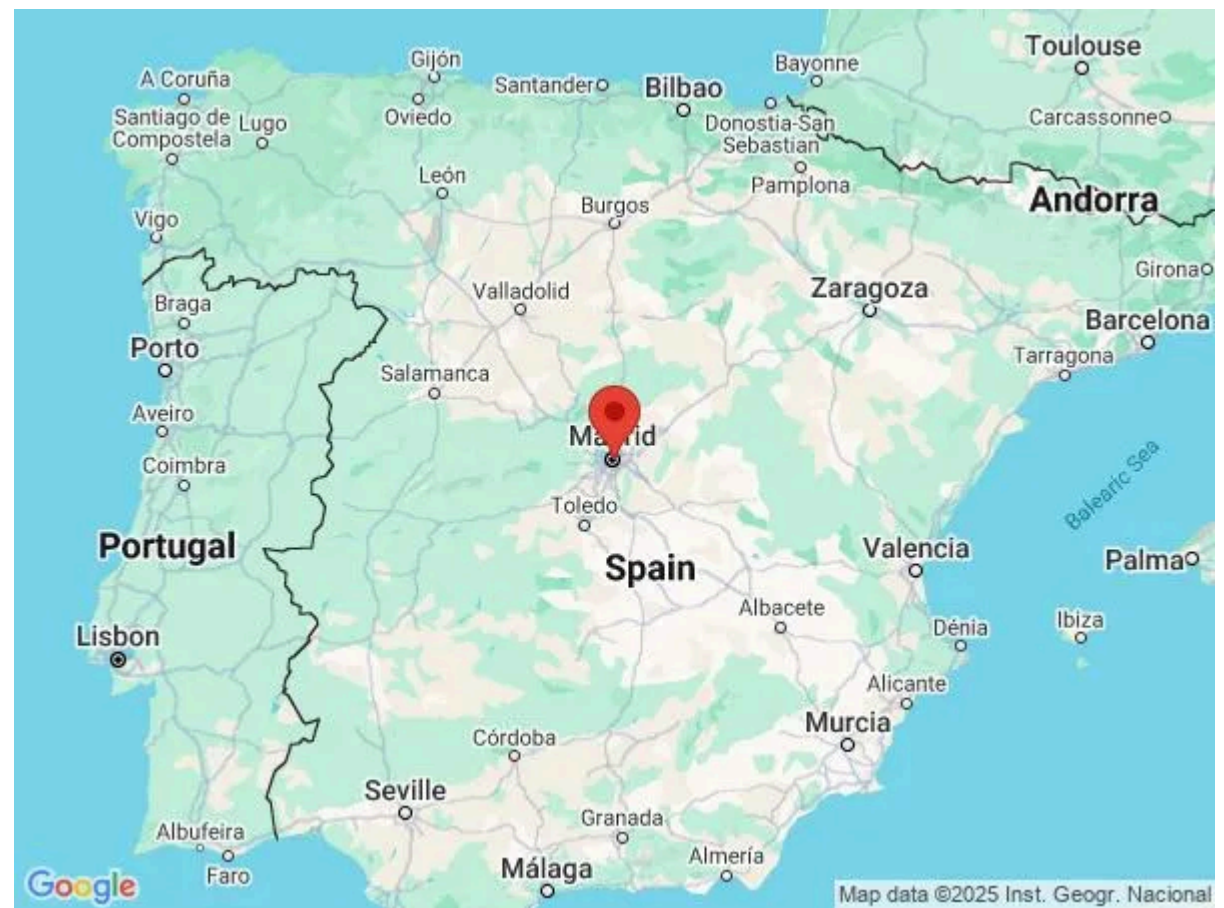 Toulouse
Gijón
Bayonne
A Coruña
Santander
Bilbao
Carcassonne
Santiago de
Compostela
Lugo
Oviedo
Donostia-San
Sebastian
León
Pamplona
Andorra
Burgos
Vigo
Girona
Zaragoza
Valladolid
Braga
Barcelona
Porto
Tarragona
Salamanca
Aveiro
Madrid
Coimbra
Balearic Sea
Toledo
Portugal
Valencia
Palma
Spain
Albacete
Ibiza
Lisbon
Dénia
Alicante
Murcia
Córdoba
Seville
Granada
Albufeira
Almería
Málaga
Faro
Google
Map data ©2025 Inst. Geogr. Nacional